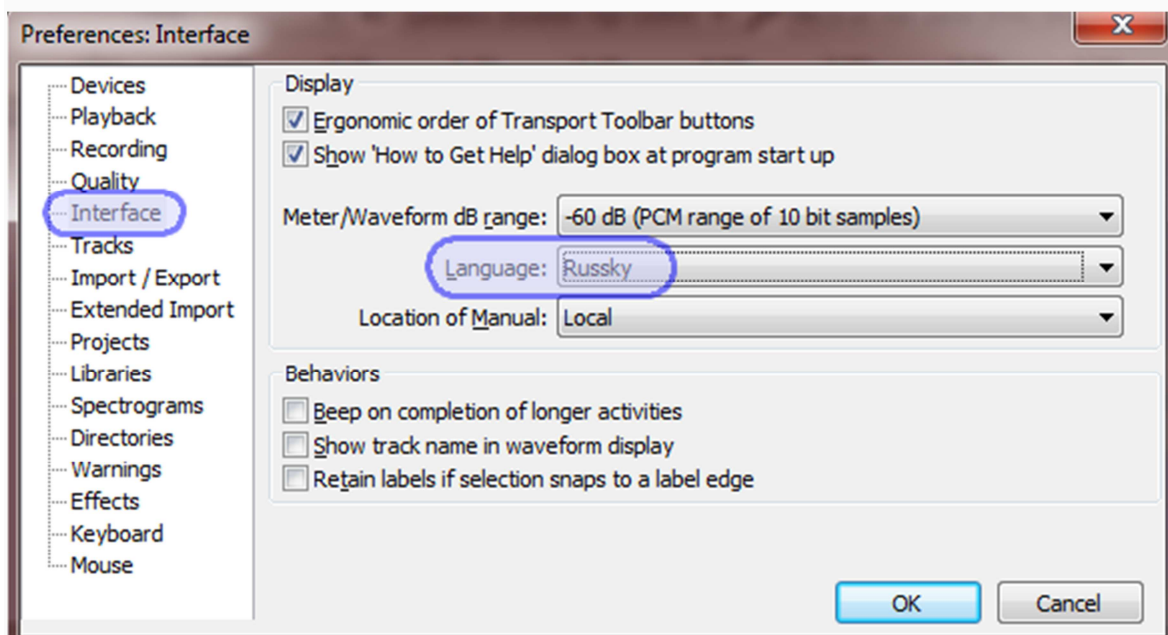 Preferences: Interface
X
Devices
Playback
Recording
Quality
Interface
Tracks
Import / Export
Extended Import
Projects
Libraries
Spectrograms
Directories
Warnings
Effects
Keyboard
Mouse
Display
Ergonomic order of Transport Toolbar buttons
Show 'How to Get Help' dialog box at program start up
Meter/Waveform dB range: -60 dB (PCM range of 10 bit samples)
Language: Russky
Location of Manual: Local
Behaviors
Beep on completion of longer activities
Show track name in waveform display
Retain labels if selection snaps to a label edge
OK Cancel